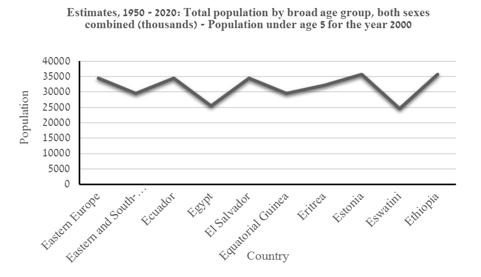 Estimates, 1950 - 2020: Total population by broad age group, both sexes
combined (thousands) - Population under age 5 for the year 2000
40000
35000
30000
25000
20000
15000
10000
5000
0
Population
Eastern Europe
Eastern and South-...
Ecuador
Egypt
El Salvador
Equatorial Guinea
Eritrea
Estonia
Eswatini
Ethiopia
Country